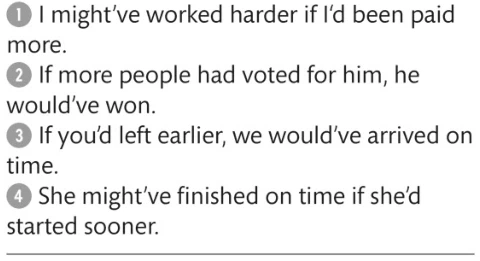 1 I might've worked harder if I'd been paid
more.
2 If more people had voted for him, he
would've won.
3 If you'd left earlier, we would've arrived on
time.
4 She might've finished on time if she'd
started sooner.